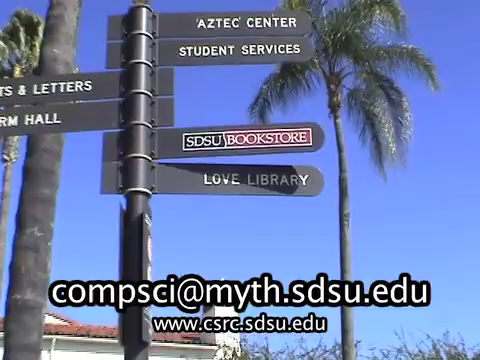 'AZTEC' CENTER
STUDENT SERVICES
TS & LETTERS
RM HALL
SDSU BOOKSTORE
LOVE LIBRARY
compsci@myth.sdsu.edu
www.csrc.sdsu.edu